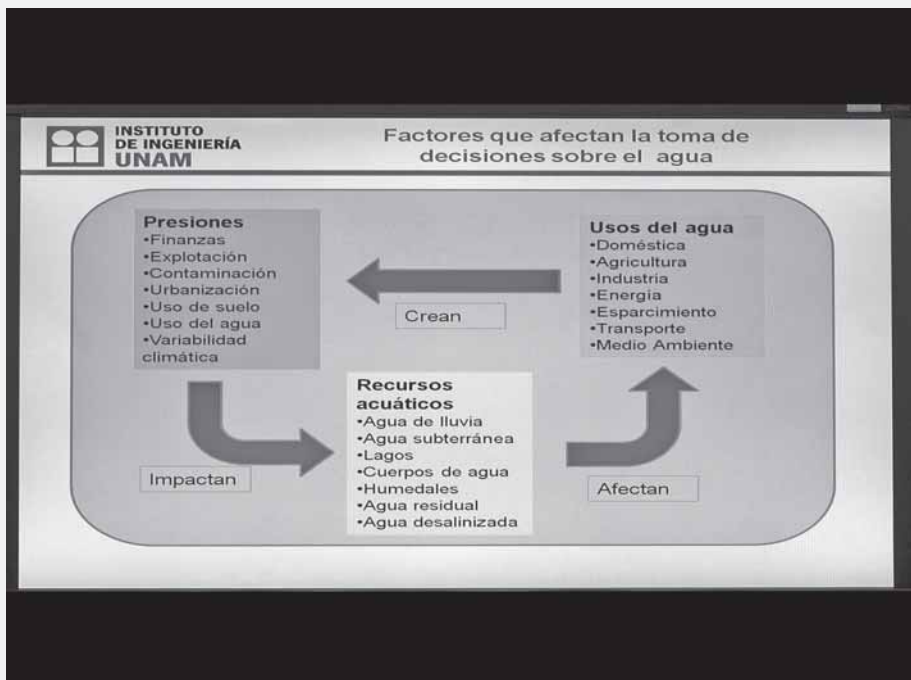 INSTITUTO
DE INGENIERÍA
UNAM
Factores que afectan la toma de
decisiones sobre el agua
Presiones
•Finanzas
•Explotación
•Contaminación
•Urbanización
•Uso de suelo
•Uso del agua
•Variabilidad
climática
Usos del agua
•Doméstica
•Agricultura
•Industria
•Energía
•Esparcimiento
•Transporte
•Medio Ambiente
Crean
Recursos
acuáticos
•Agua de lluvia
•Agua subterránea
•Lagos
•Cuerpos de agua
•Humedales
•Agua residual
•Agua desalinizada
Impactan
Afectan